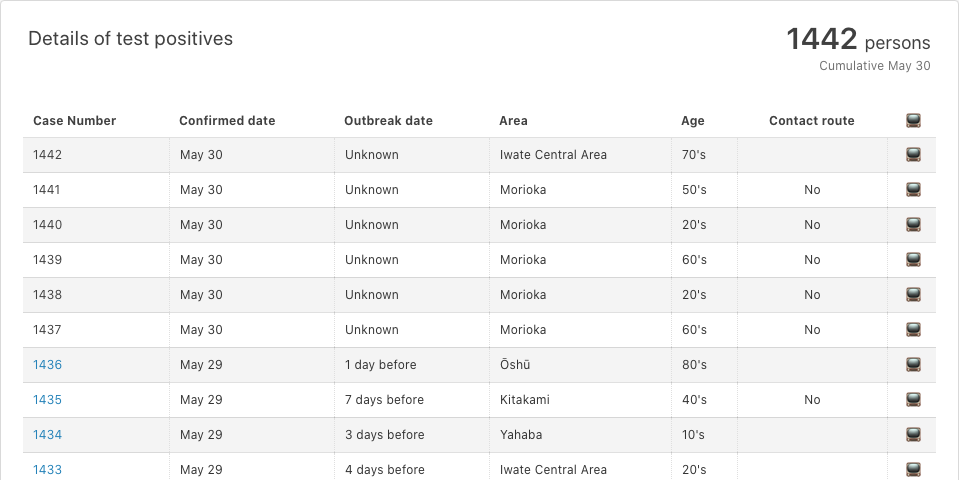 Details of test positives
1442 persons
Cumulative May 30
Case Number Confirmed date Outbreak date Area Age Contact route
1442 May 30 Unknown Iwate Central Area 70's
1441 May 30 Unknown Morioka 50's No
1440 May 30 Unknown Morioka 20's No
1439 May 30 Unknown Morioka 60's No
1438 May 30 Unknown Morioka 20's No
1437 May 30 Unknown Morioka 60's No
1436 May 29 1 day before Ōshū 80's
1435 May 29 7 days before Kitakami 40's No
1434 May 29 3 days before Yahaba 10's
1433 May 29 4 days before Iwate Central Area 20's